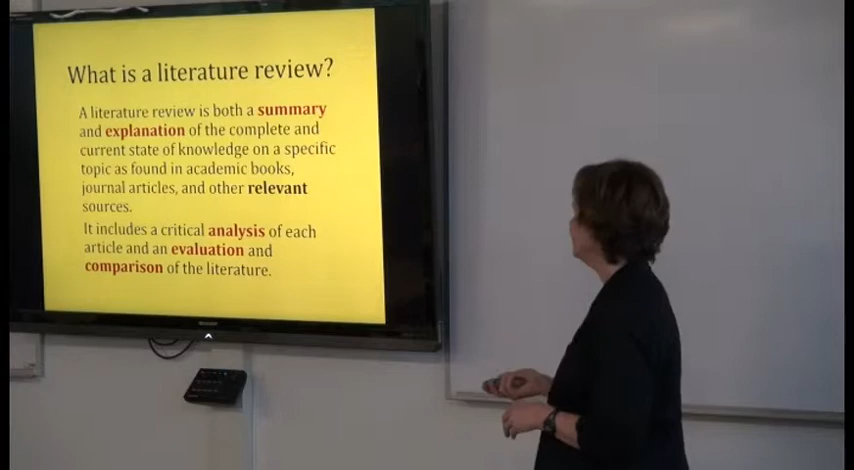 What is a literature review?
A literature review is both a summary
and explanation of the complete and
current state of knowledge on a specific
topic as found in academic books,
journal articles, and other relevant
sources.
It includes a critical analysis of each
article and an evaluation and
comparison of the literature.